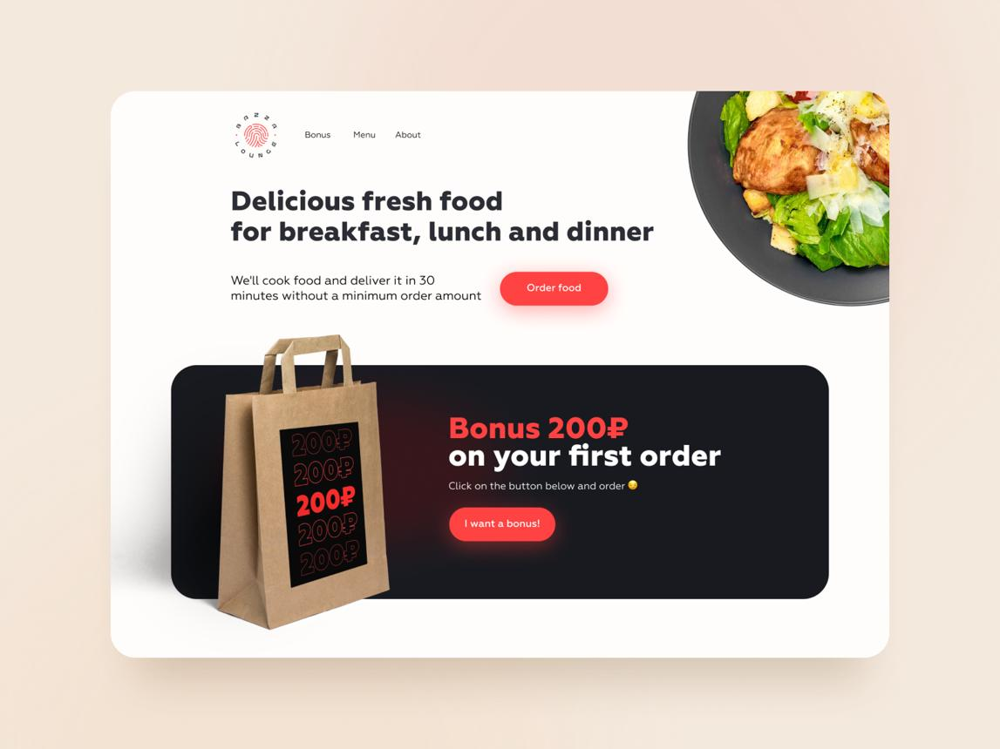 BAZZA
LOUNGE
Bonus Menu About
Delicious fresh food
for breakfast, lunch and dinner
We'll cook food and deliver it in 30
minutes without a minimum order amount
Order food
200₽
200₽
200₽
200₽
200₽
Bonus 200₽
on your first order
Click on the button below and order 😏
I want a bonus!